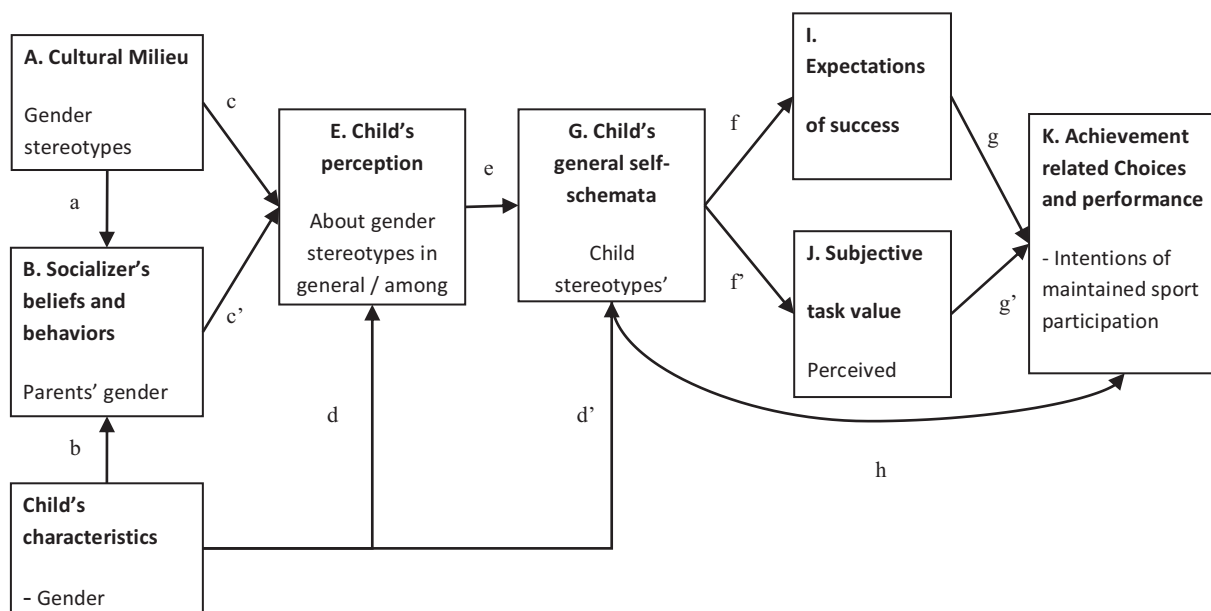 A. Cultural Milieu
Gender
stereotypes
a
B. Socializer's
beliefs and
behaviors
Parents' gender
b
Child's
characteristics
- Gender
c
c'
E. Child's
perception
About gender
stereotypes in
general / among
d
e
G. Child's
general self-
schemata
Child
stereotypes'
d'
f
f'
I.
Expectations
of success
J. Subjective
task value
Perceived
g
g'
h
K. Achievement
related Choices
and performance
- Intentions of
maintained sport
participation